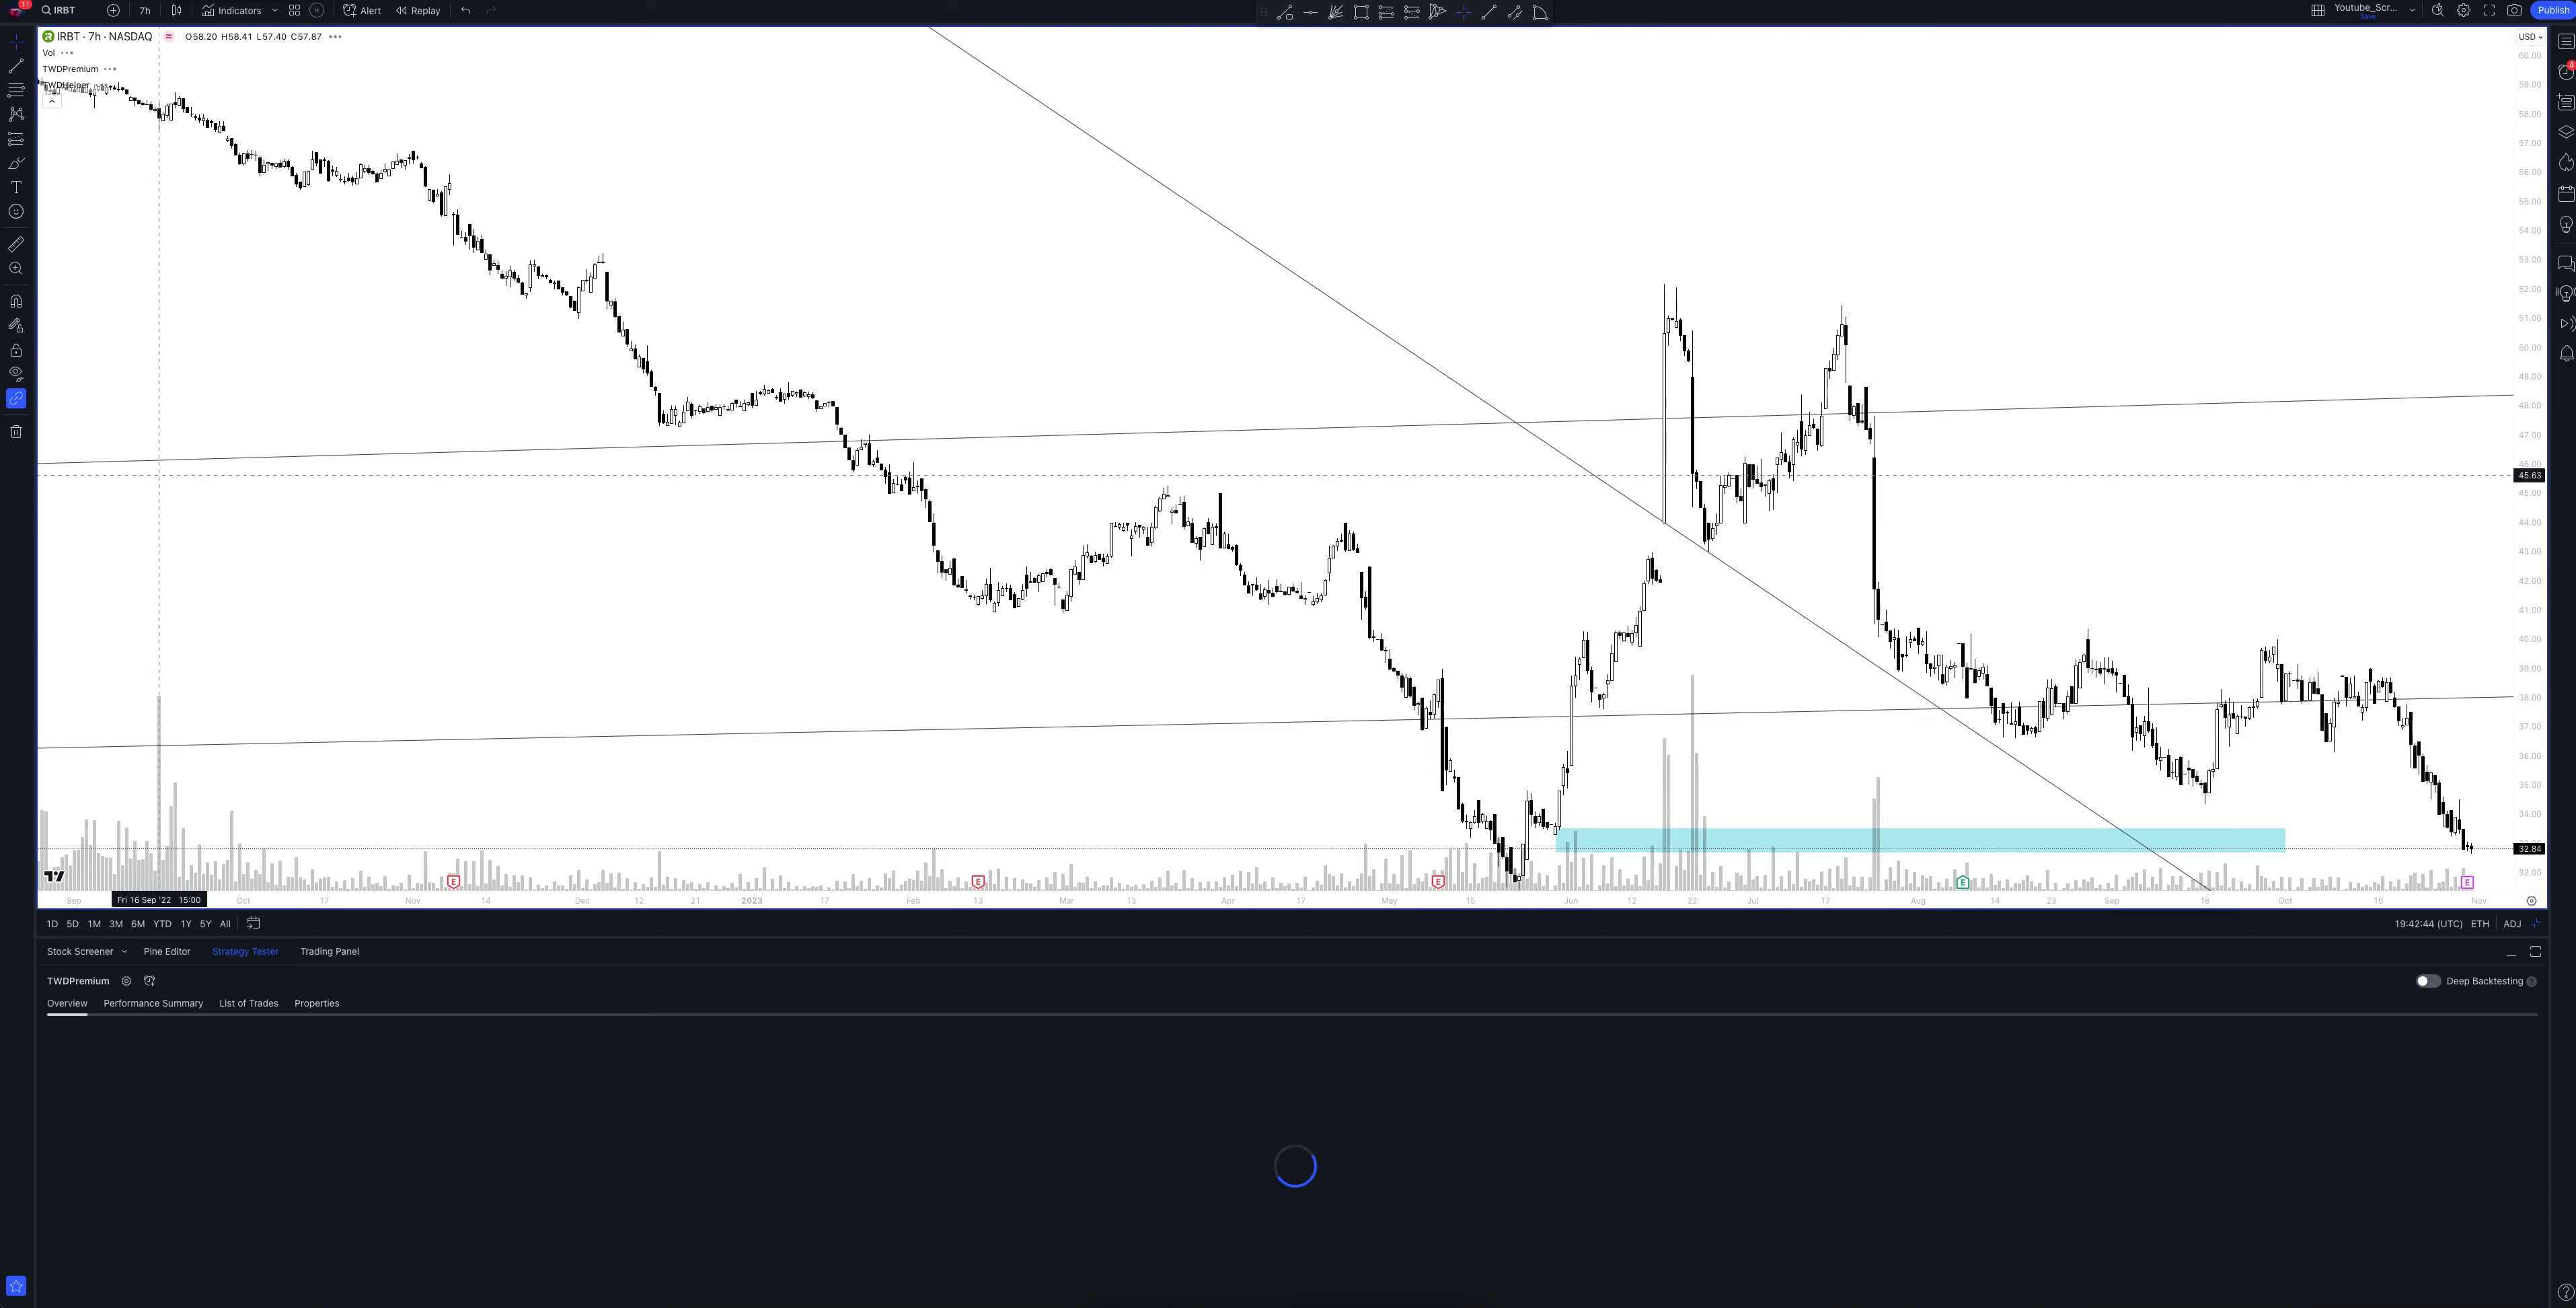 11
IRBT 7h Indicators Alert Replay
Youtube_Scr...
Save
Publish
IRBT · 7h · NASDAQ O58.20 H58.41 L57.40 C57.87
USD
Vol
TWDPremium
TWDHelper
4
60.00
59.00
58.00
57.00
56.00
55.00
54.00
53.00
52.00
51.00
50.00
49.00
48.00
47.00
46.00
45.63
45.00
44.00
43.00
42.00
41.00
40.00
39.00
38.00
37.00
36.00
35.00
34.00
32.84
32.00
E E E E E
Sep Fri 16 Sep '22 15:00 Oct 17 Nov 14 Dec 12 21 2023 17 Feb 13 Mar 13 Apr 17 May 15 Jun 12 22 Jul 17 Aug 14 23 Sep 18 Oct 16 Nov
1D 5D 1M 3M 6M YTD 1Y 5Y All
19:42:44 (UTC) ETH ADJ
Stock Screener Pine Editor Strategy Tester Trading Panel
TWDPremium
Deep Backtesting
Overview Performance Summary List of Trades Properties